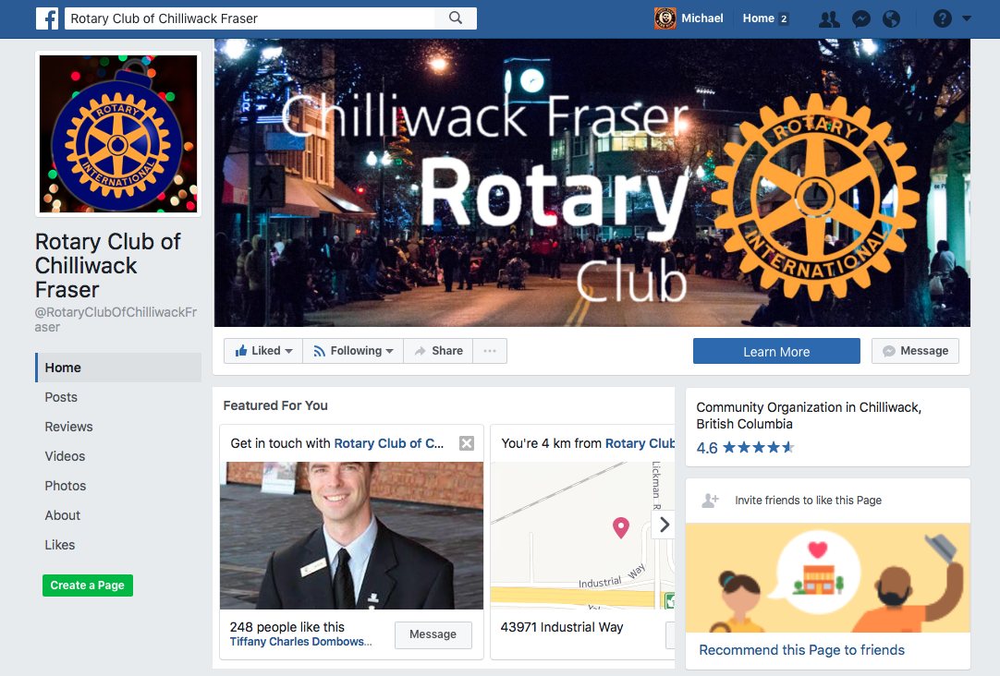 Rotary Club of Chilliwack Fraser
Michael
Home 2
ROTARY
INTERNATIONAL
Chilliwack Fraser
Rotary
Club
ROTARY
INTERNATIONAL
Rotary Club of
Chilliwack
Fraser
@RotaryClubOfChilliwackFr
aser
Home
Posts
Reviews
Videos
Photos
About
Likes
Create a Page
Liked
Following
Share
Learn More
Message
Featured For You
Get in touch with Rotary Club of C...
248 people like this
Tiffany Charles Dombows...
Message
You're 4 km from Rotary Club
Lickman R
Industrial Way
43971 Industrial Way
Community Organization in Chilliwack,
British Columbia
4.6
Invite friends to like this Page
Recommend this Page to friends